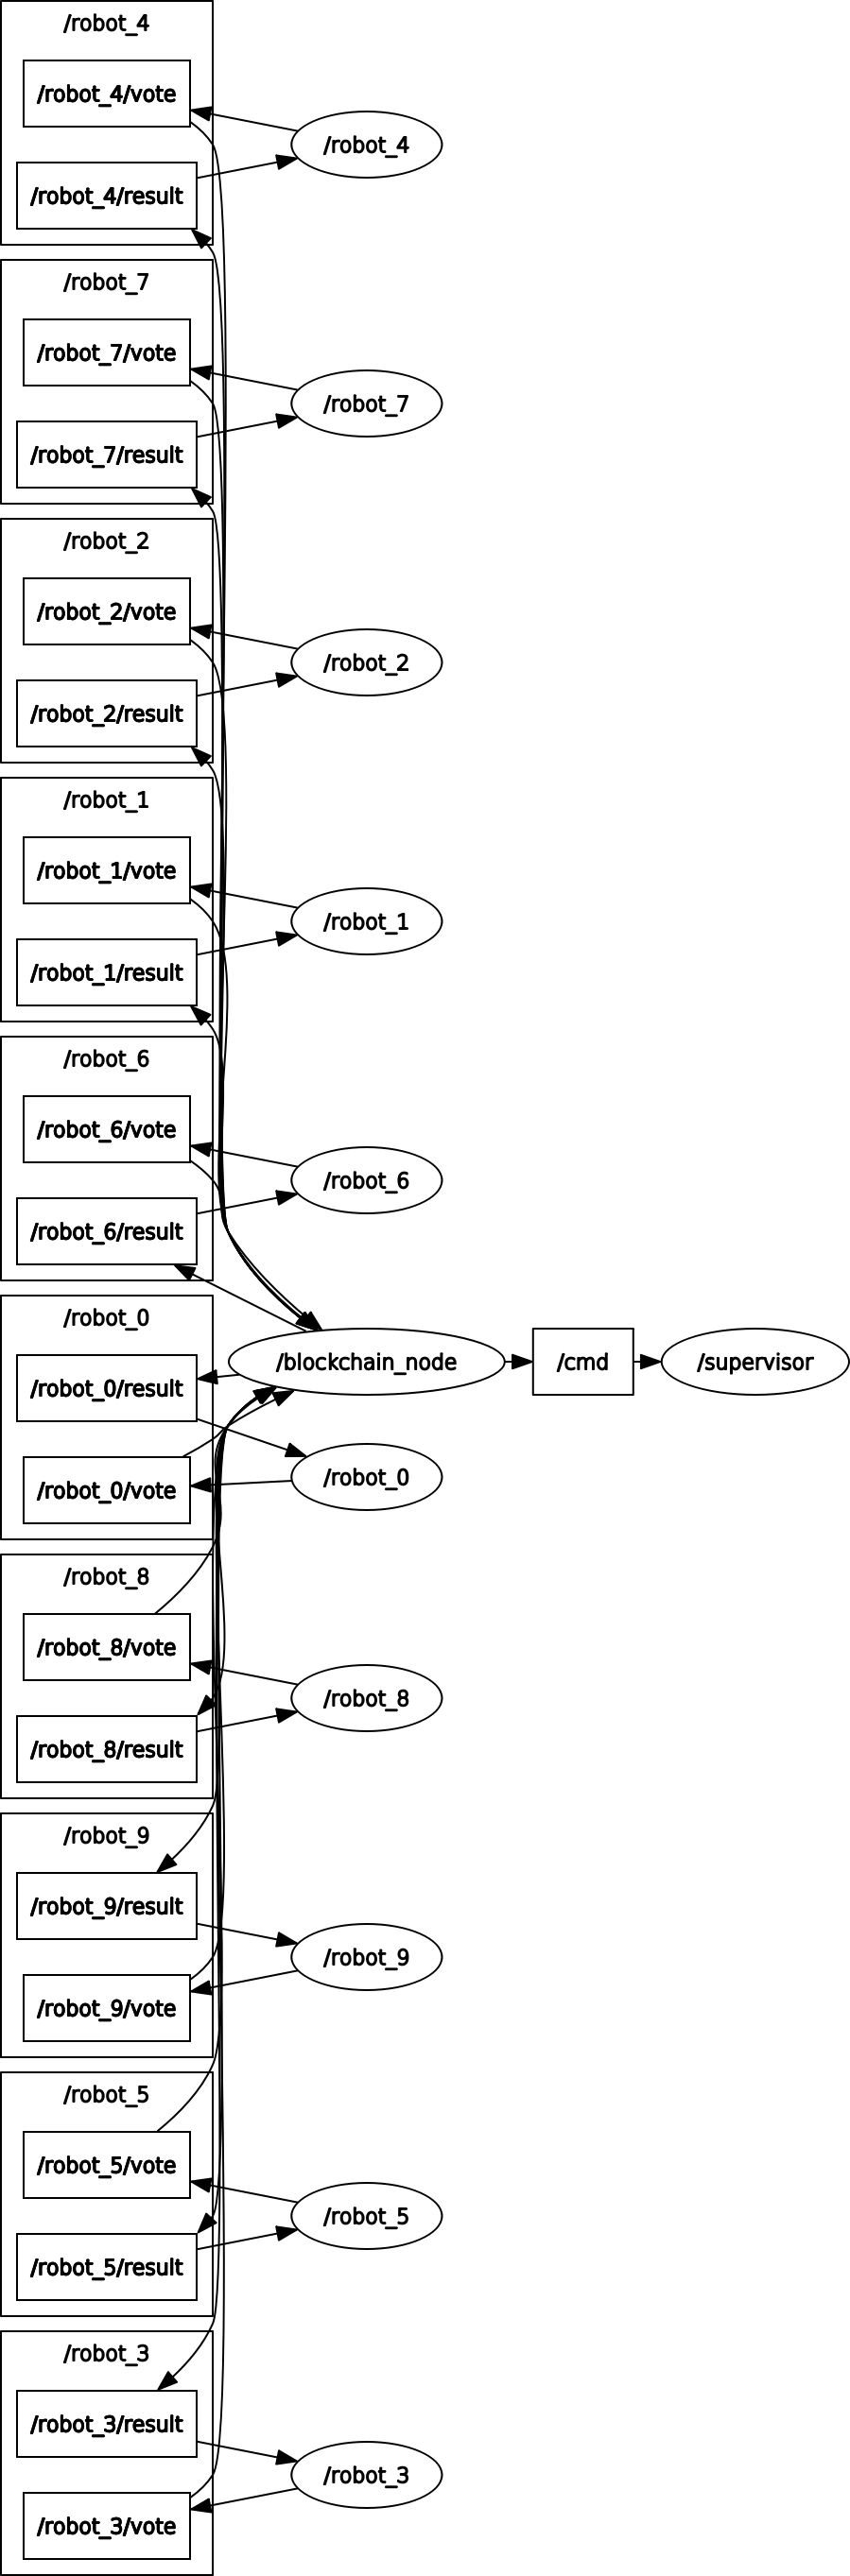 /robot_4
/robot_4/vote
/robot_4
/robot_4/result
/robot_7
/robot_7/vote
/robot_7
/robot_7/result
/robot_2
/robot_2/vote
/robot_2
/robot_2/result
/robot_1
/robot_1/vote
/robot_1
/robot_1/result
/robot_6
/robot_6/vote
/robot_6
/robot_6/result
/robot_0
/blockchain_node
/cmd
/supervisor
/robot_0/result
/robot_0
/robot_0/vote
/robot_8
/robot_8/vote
/robot_8
/robot_8/result
/robot_9
/robot_9/result
/robot_9
/robot_9/vote
/robot_5
/robot_5/vote
/robot_5
/robot_5/result
/robot_3
/robot_3/result
/robot_3
/robot_3/vote